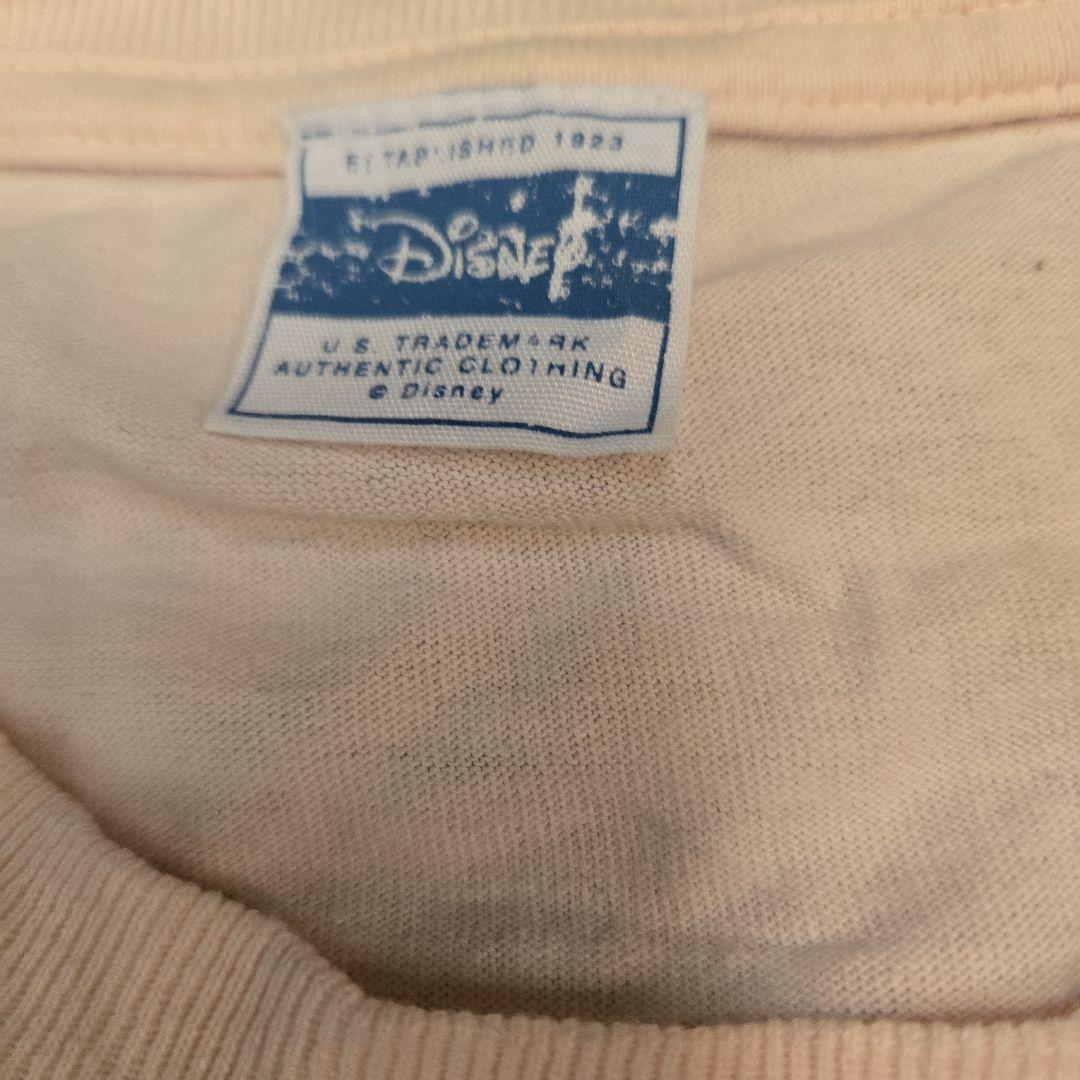 ESTABLISHED 1923
Disney
U.S. TRADEMARK
AUTHENTIC CLOTHING
© Disney